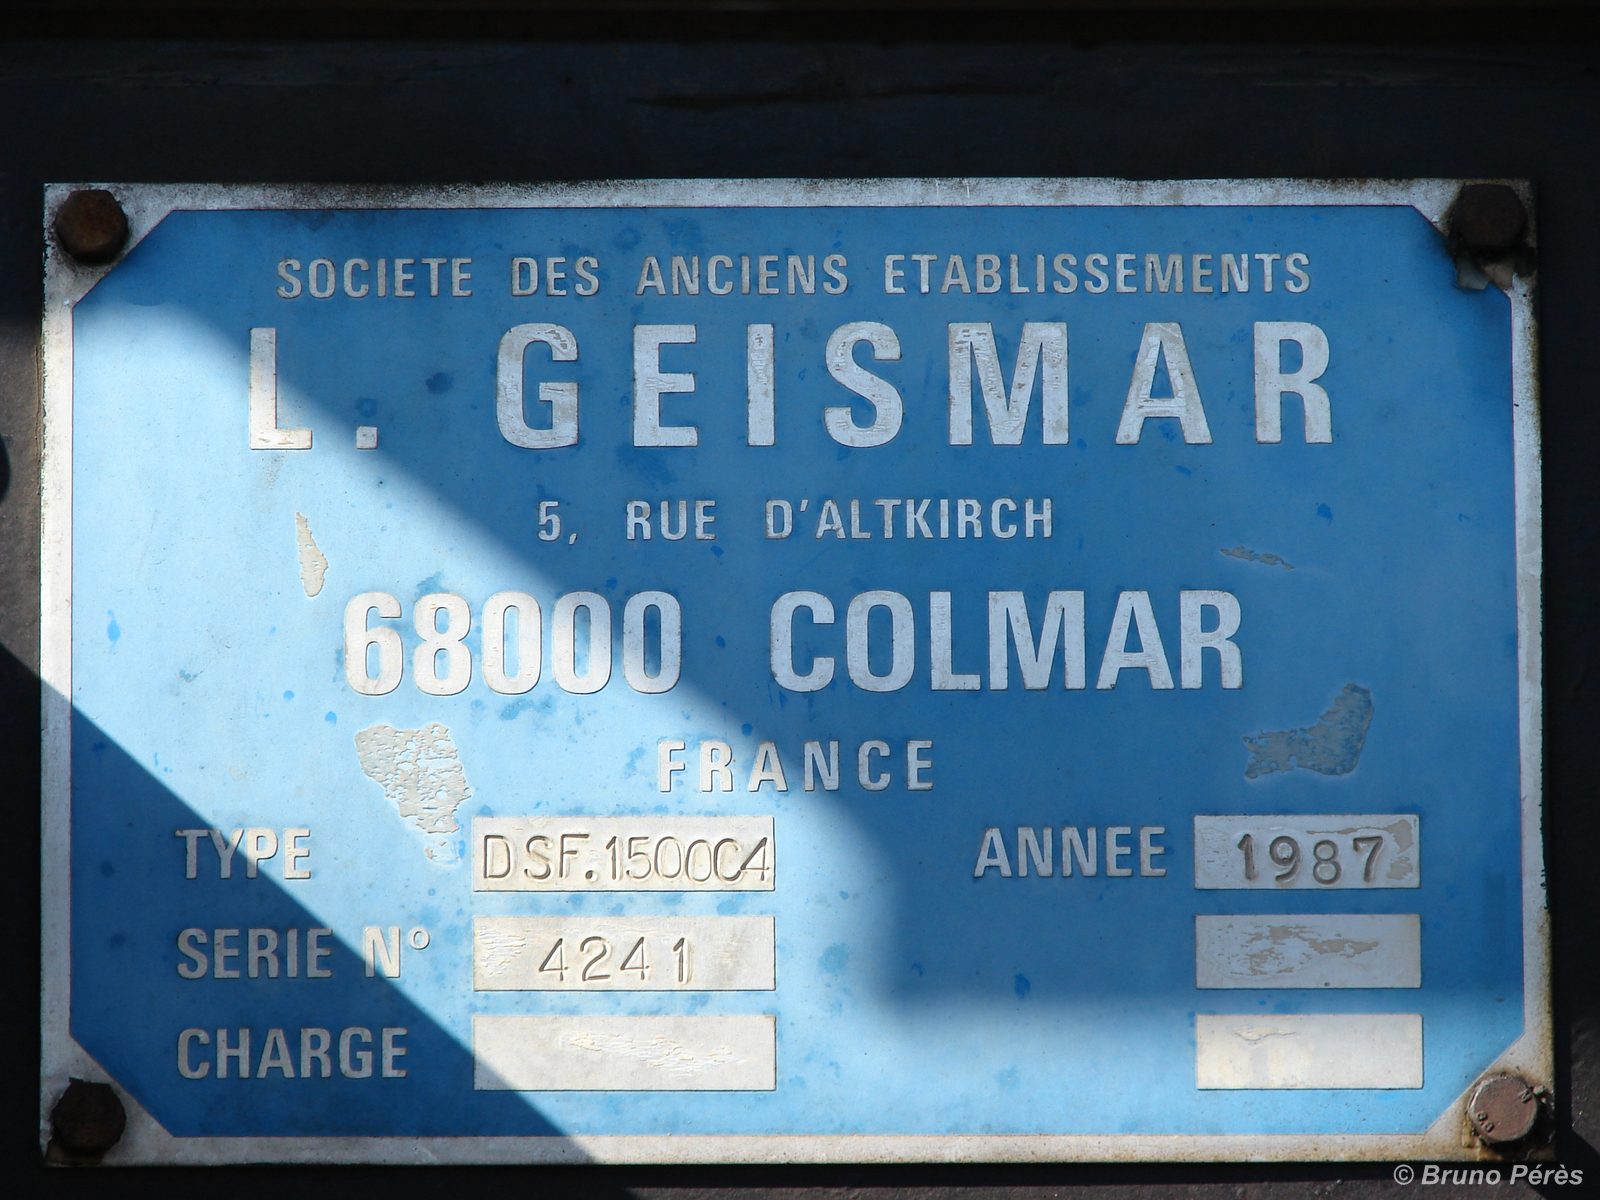 SOCIETE DES ANCIENS ETABLISSEMENTS
L. GEISMAR
5, RUE D'ALTKIRCH
68000 COLMAR
FRANCE
TYPE DSF.1500C4 ANNEE 1987
SERIE N° 4241
CHARGE
© Bruno Pérès